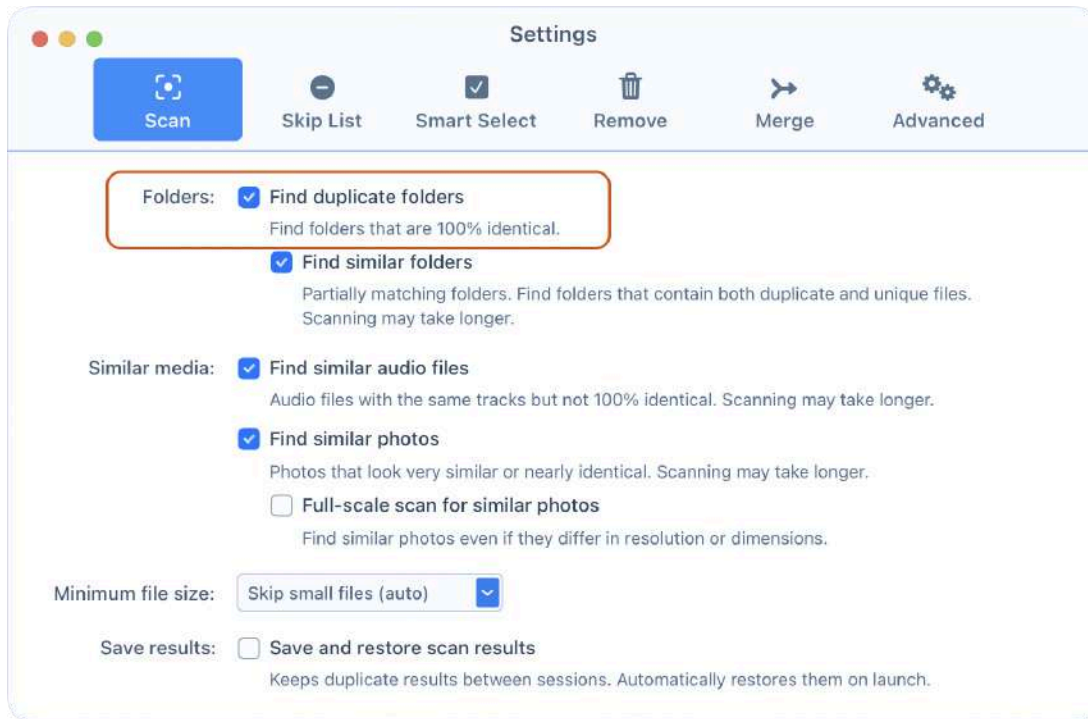 Settings
Scan
Skip List
Smart Select
Remove
Merge
Advanced
Folders: Find duplicate folders
Find folders that are 100% identical.
Find similar folders
Partially matching folders. Find folders that contain both duplicate and unique files.
Scanning may take longer.
Similar media: Find similar audio files
Audio files with the same tracks but not 100% identical. Scanning may take longer.
Find similar photos
Photos that look very similar or nearly identical. Scanning may take longer.
Full-scale scan for similar photos
Find similar photos even if they differ in resolution or dimensions.
Minimum file size: Skip small files (auto)
Save results: Save and restore scan results
Keeps duplicate results between sessions. Automatically restores them on launch.